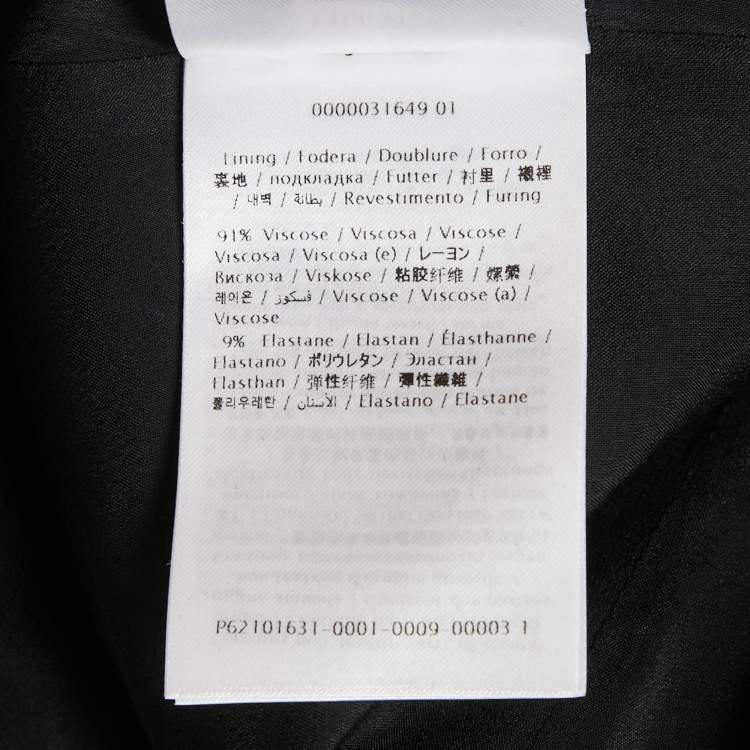 0000031649 01
Lining / Fodera / Doublure / Forro /
裏地 / подкладка / Futter / 衬里 / 襯裡
/ 내벽 / بطانة / Revestimento / Furing
91% Viscose / Viscosa / Viscose /
Viscosa / Viscosa (e) / レーヨン /
Вискоза / Viskose / 粘胶纤维 / 嫘縈 /
레이온 / فسكوز / Viscose / Viscose (a) /
Viscose
9% Elastane / Elastan / Élasthanne /
Elastano / ポリウレタン / Эластан /
Elasthan / 弹性纤维 / 彈性纖維 /
폴리우레탄 / الأستان / Elastano / Elastane
P62101631-0001-0009-00003 1